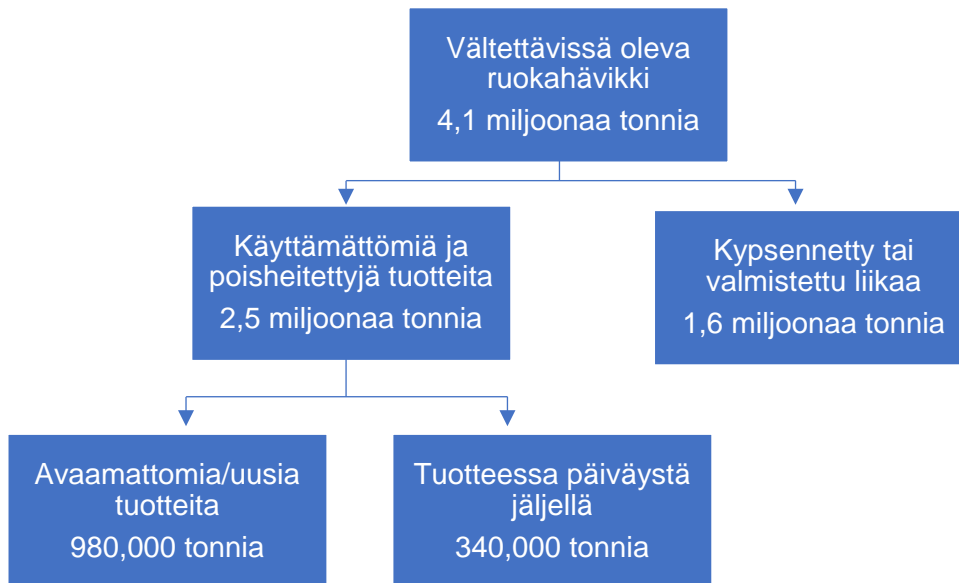 Vältettävissä oleva
ruokahävikki
4,1 miljoonaa tonnia
Käyttämättömiä ja
poisheitettyjä tuotteita
2,5 miljoonaa tonnia
Kypsennetty tai
valmistettu liikaa
1,6 miljoonaa tonnia
Avaamattomia/uusia
tuotteita
980,000 tonnia
Tuotteessa päiväystä
jäljellä
340,000 tonnia